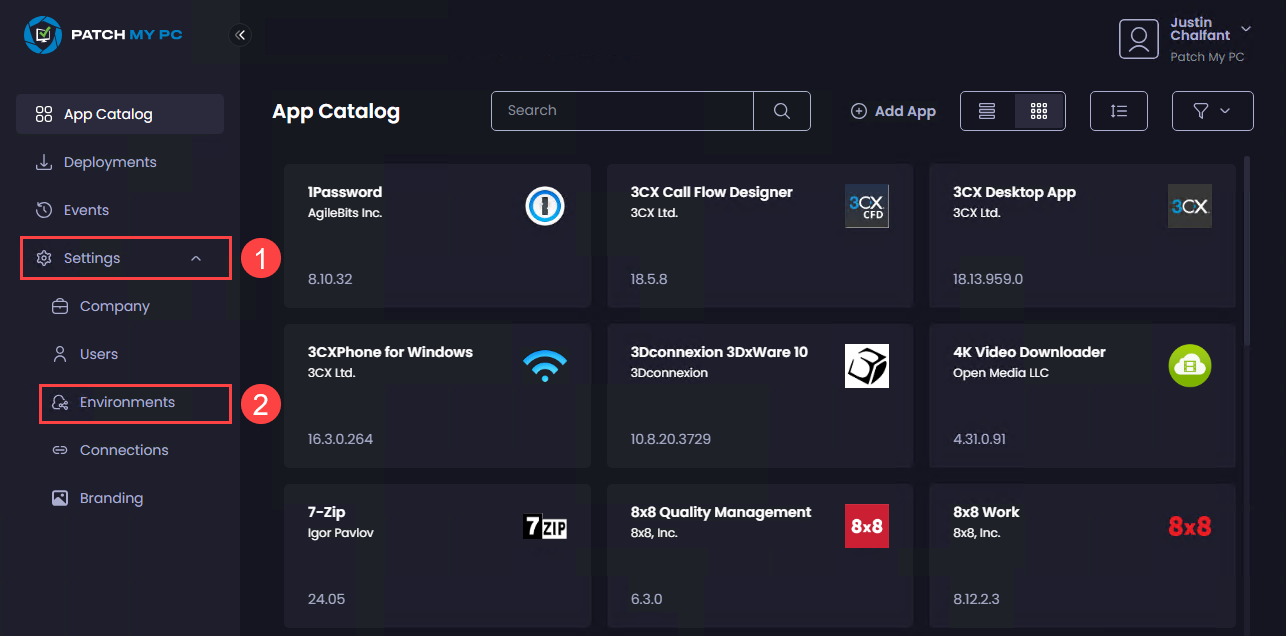 PATCH MY PC
Justin
Chalfant
Patch My PC
App Catalog
Deployments
Events
Settings
1
Company
Users
Environments
2
Connections
Branding
App Catalog
Search
Add App
1Password
AgileBits Inc.
8.10.32
3CX Call Flow Designer
3CX Ltd.
3CX
CFD
18.5.8
3CX Desktop App
3CX Ltd.
3CX
18.13.959.0
3CXPhone for Windows
3CX Ltd.
16.3.0.264
3Dconnexion 3DxWare 10
3Dconnexion
10.8.20.3729
4K Video Downloader
Open Media LLC
4.31.0.91
7-Zip
Igor Pavlov
7ZIP
24.05
8x8 Quality Management
8x8, Inc.
8x8
6.3.0
8x8 Work
8x8, Inc.
8x8
8.12.2.3